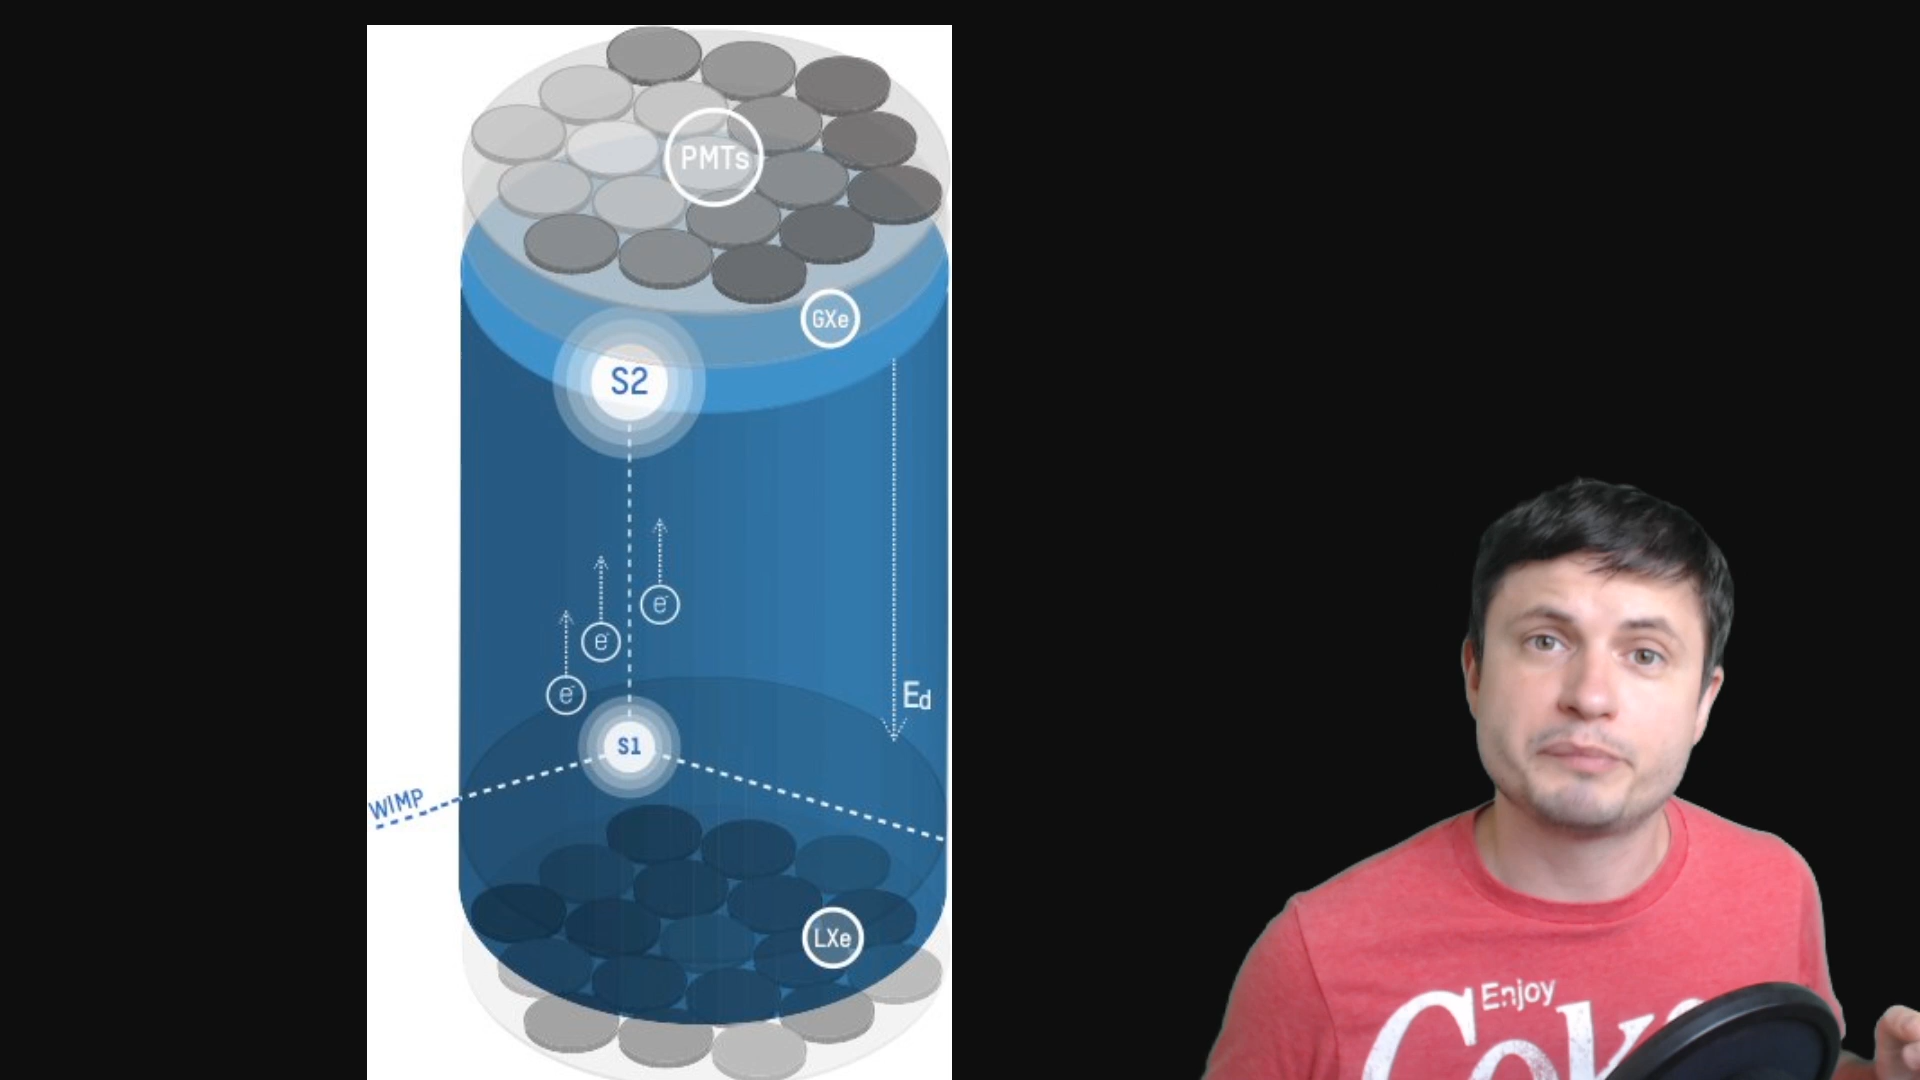 PMTs
GXe
S2
e⁻
e⁻
e⁻
Ed
S1
WIMP
LXe
Enjoy